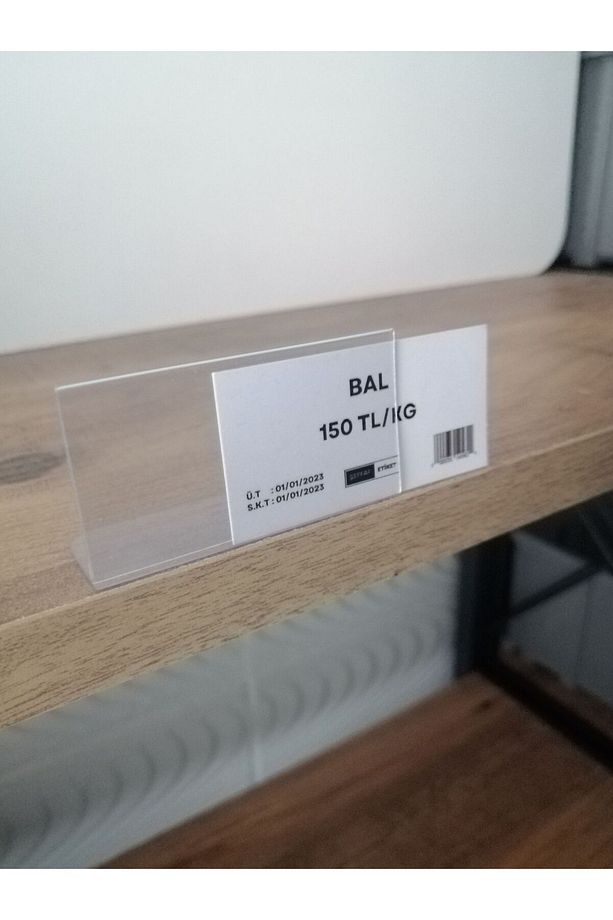 BAL
150 TL/KG
Ü.T : 01/01/2023
S.K.T : 01/01/2023
ETİKET